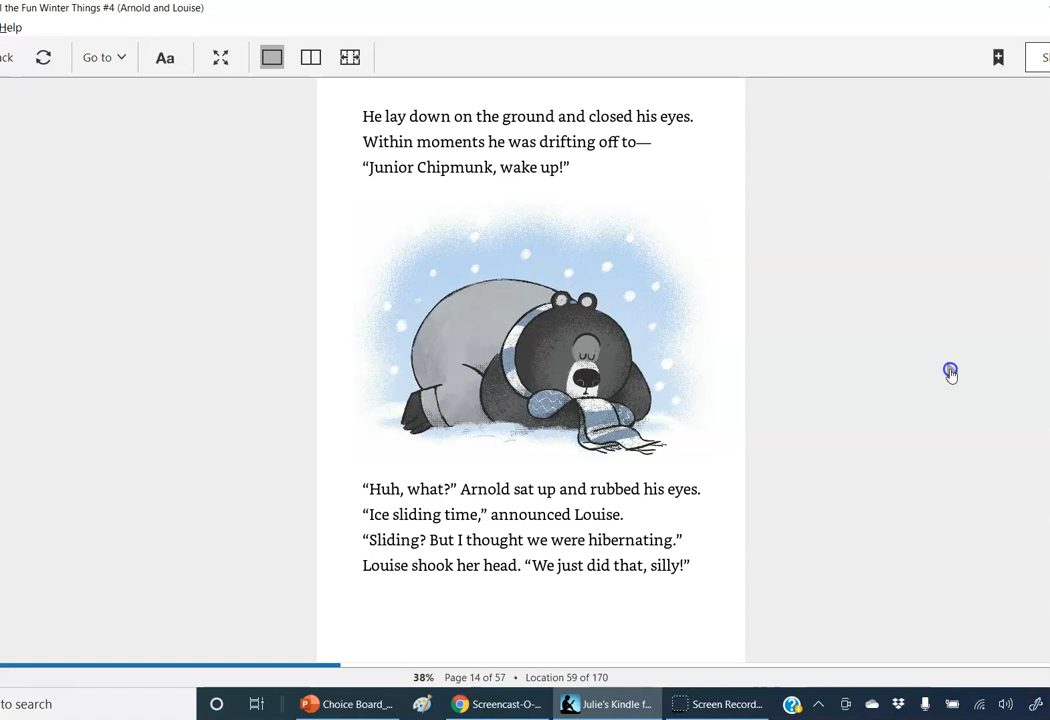 l the Fun Winter Things #4 (Arnold and Louise)
Help
ck
Go to
Aa
S
He lay down on the ground and closed his eyes.
Within moments he was drifting off to—
“Junior Chipmunk, wake up!”
“Huh, what?” Arnold sat up and rubbed his eyes.
“Ice sliding time,” announced Louise.
“Sliding? But I thought we were hibernating.”
Louise shook her head. “We just did that, silly!”
38% Page 14 of 57 • Location 59 of 170
to search
Choice Board_...
Screencast-O-...
Julie's Kindle f...
Screen Record...